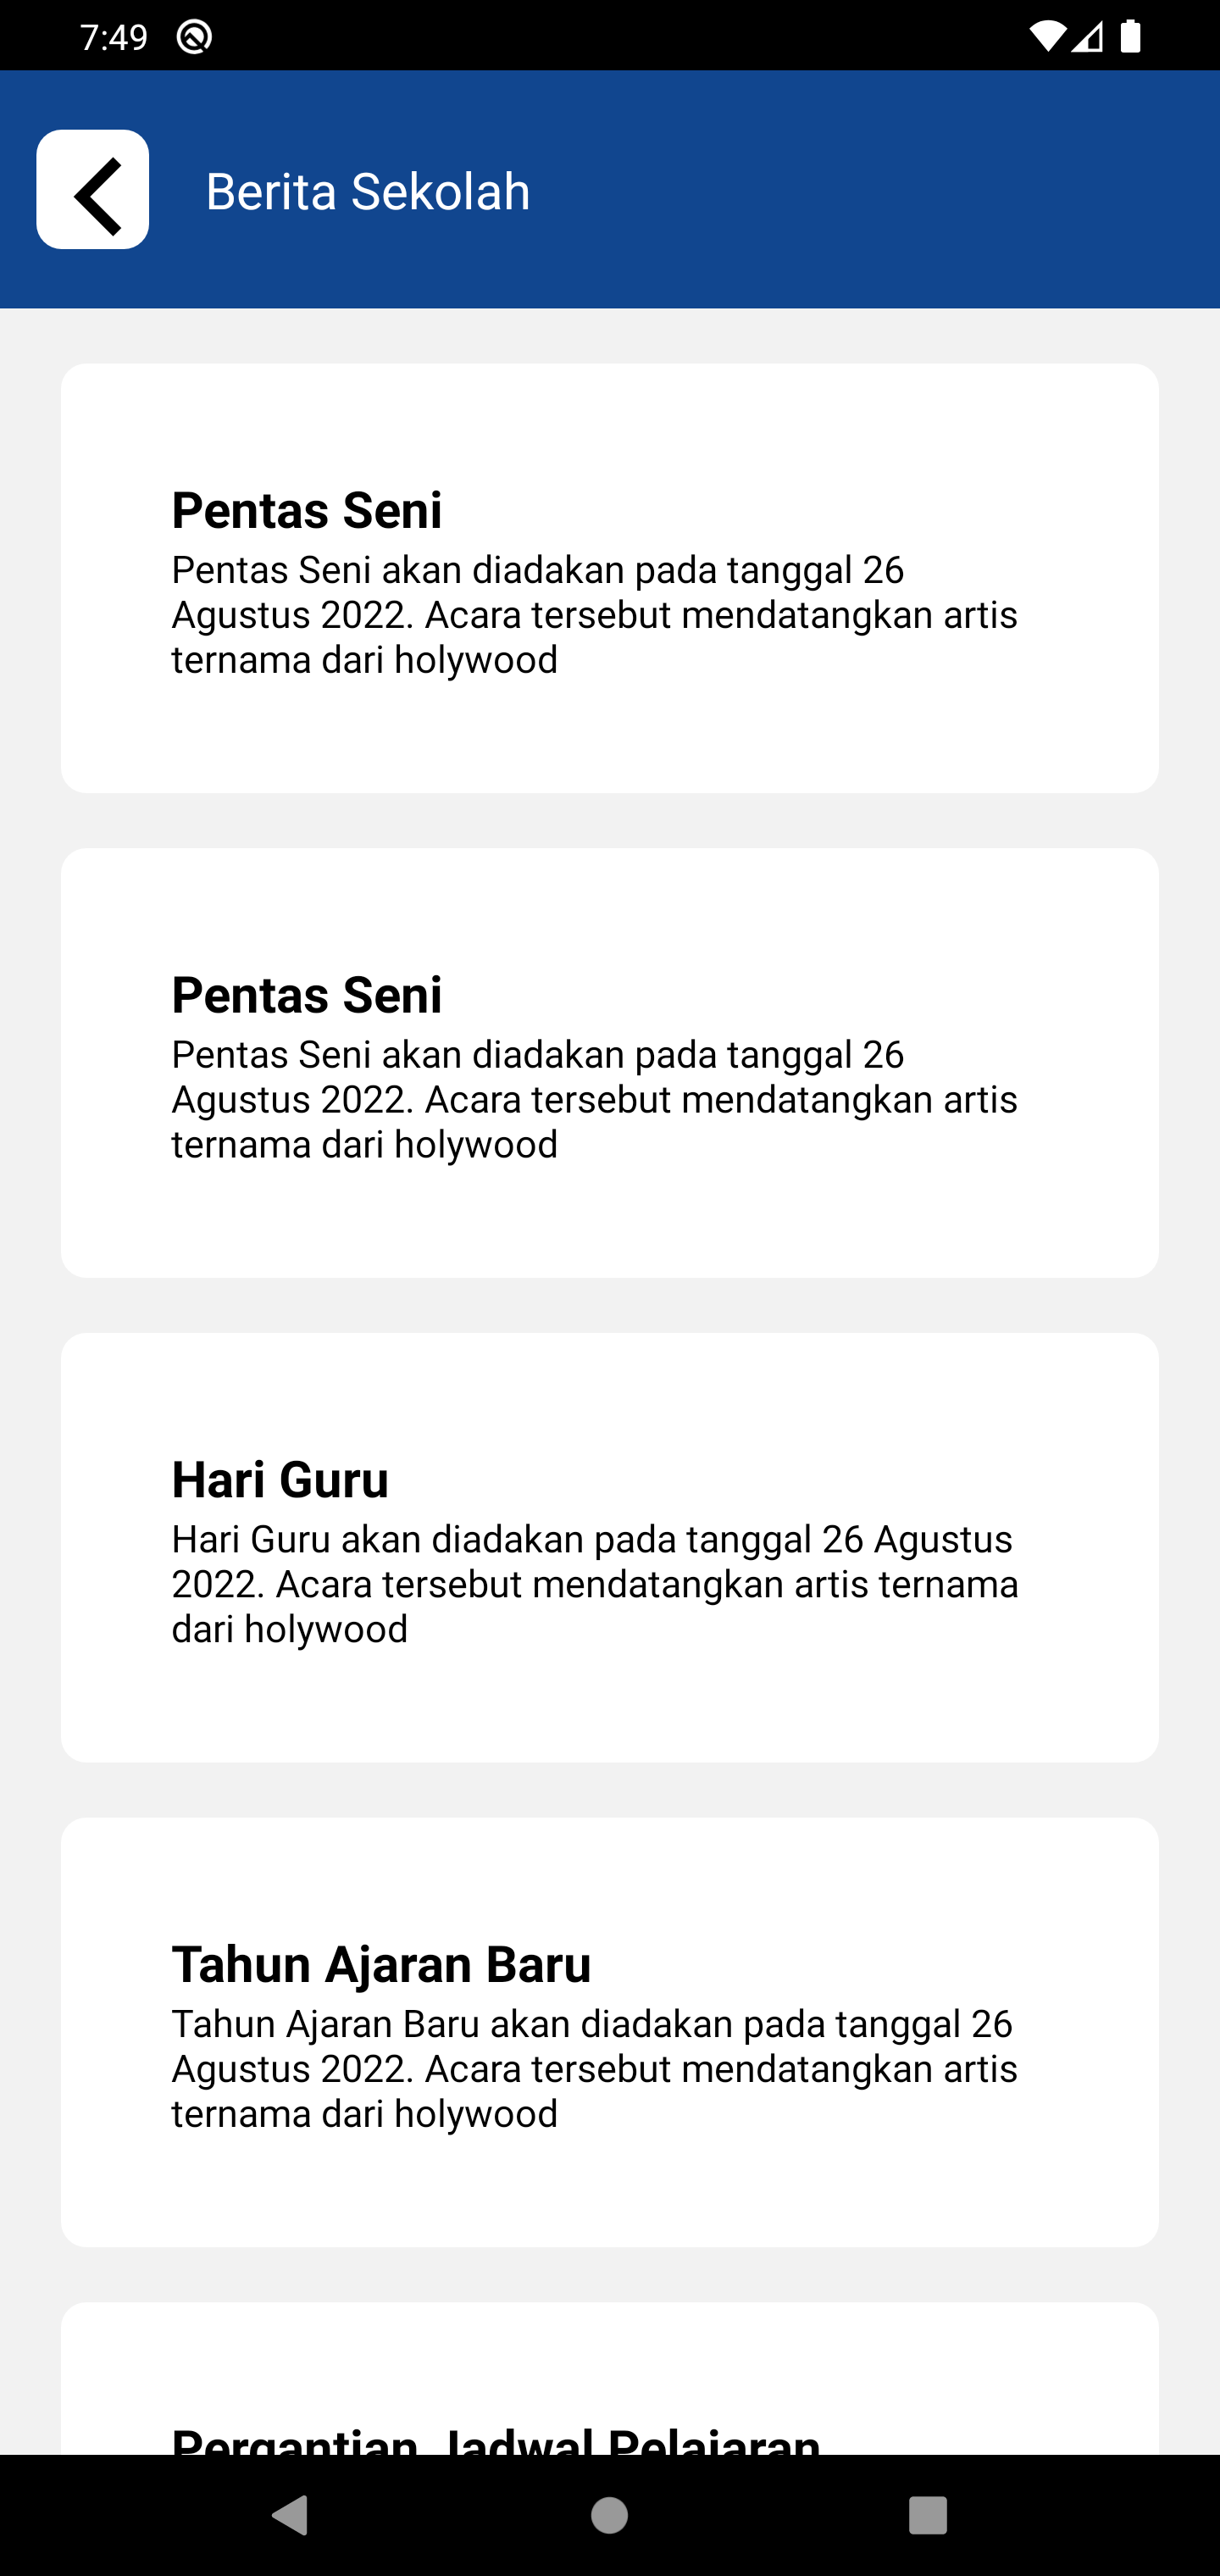 7:49
Berita Sekolah
Pentas Seni
Pentas Seni akan diadakan pada tanggal 26
Agustus 2022. Acara tersebut mendatangkan artis
ternama dari holywood
Pentas Seni
Pentas Seni akan diadakan pada tanggal 26
Agustus 2022. Acara tersebut mendatangkan artis
ternama dari holywood
Hari Guru
Hari Guru akan diadakan pada tanggal 26 Agustus
2022. Acara tersebut mendatangkan artis ternama
dari holywood
Tahun Ajaran Baru
Tahun Ajaran Baru akan diadakan pada tanggal 26
Agustus 2022. Acara tersebut mendatangkan artis
ternama dari holywood
Pergantian Jadwal Pelajaran